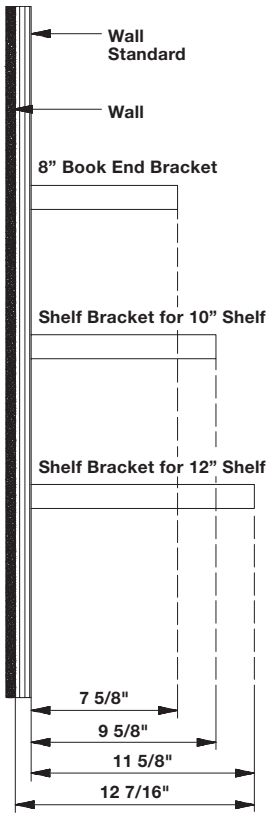 Wall
Standard
Wall
8” Book End Bracket
Shelf Bracket for 10” Shelf
Shelf Bracket for 12” Shelf
7 5/8"
9 5/8"
11 5/8"
12 7/16"